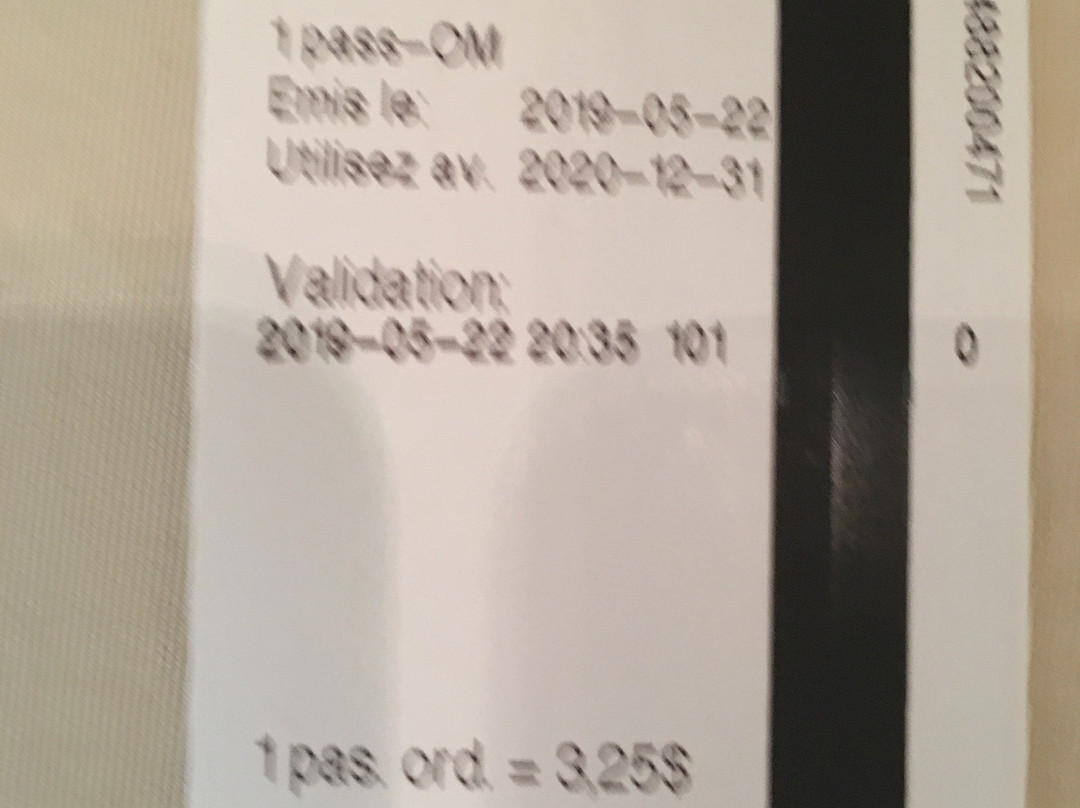 1 pass-OM
Emis le: 2019-05-22
Utilisez av. 2020-12-31
Validation:
2019-05-22 20:35 101
0
1 pas. ord. = 3,25$